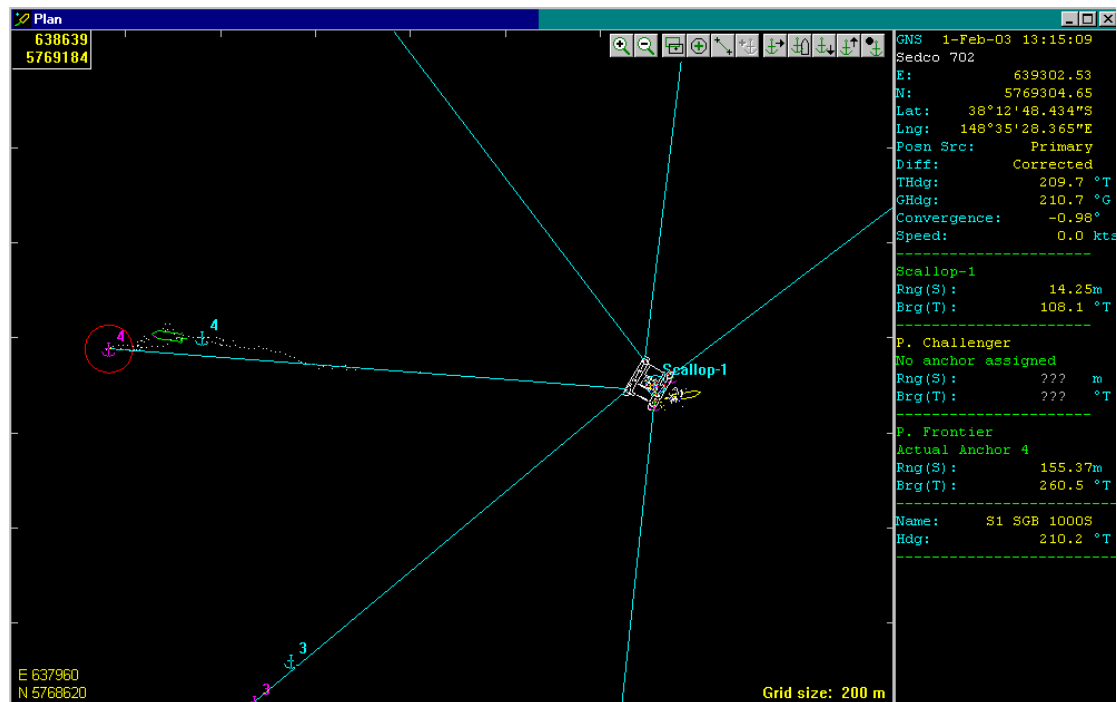 Plan
638639
5769184
4
4
Scallop-1
3
3
E 637960
N 5768620
Grid size: 200 m
GNS 1-Feb-03 13:15:09
Sedco 702
E: 639302.53
N: 5769304.65
Lat: 38°12'48.434"S
Lng: 148°35'28.365"E
Posn Src: Primary
Diff: Corrected
THdg: 209.7 °T
GHdg: 210.7 °G
Convergence: -0.98°
Speed: 0.0 kts
Scallop-1
Rng(S): 14.25m
Brg(T): 108.1 °T
P. Challenger
No anchor assigned
Rng(S): ??? m
Brg(T): ??? °T
P. Frontier
Actual Anchor 4
Rng(S): 155.37m
Brg(T): 260.5 °T
Name: S1 SGB 1000S
Hdg: 210.2 °T